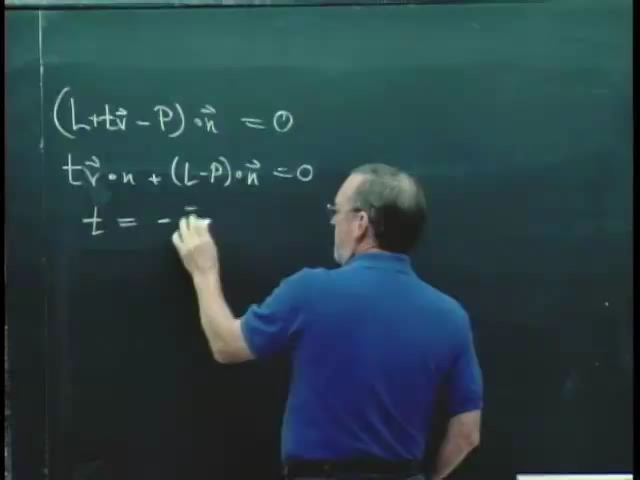 (L+tv⃗ - P)·n⃗ = 0
tv⃗·n + (L-P)·n⃗ = 0
t = -